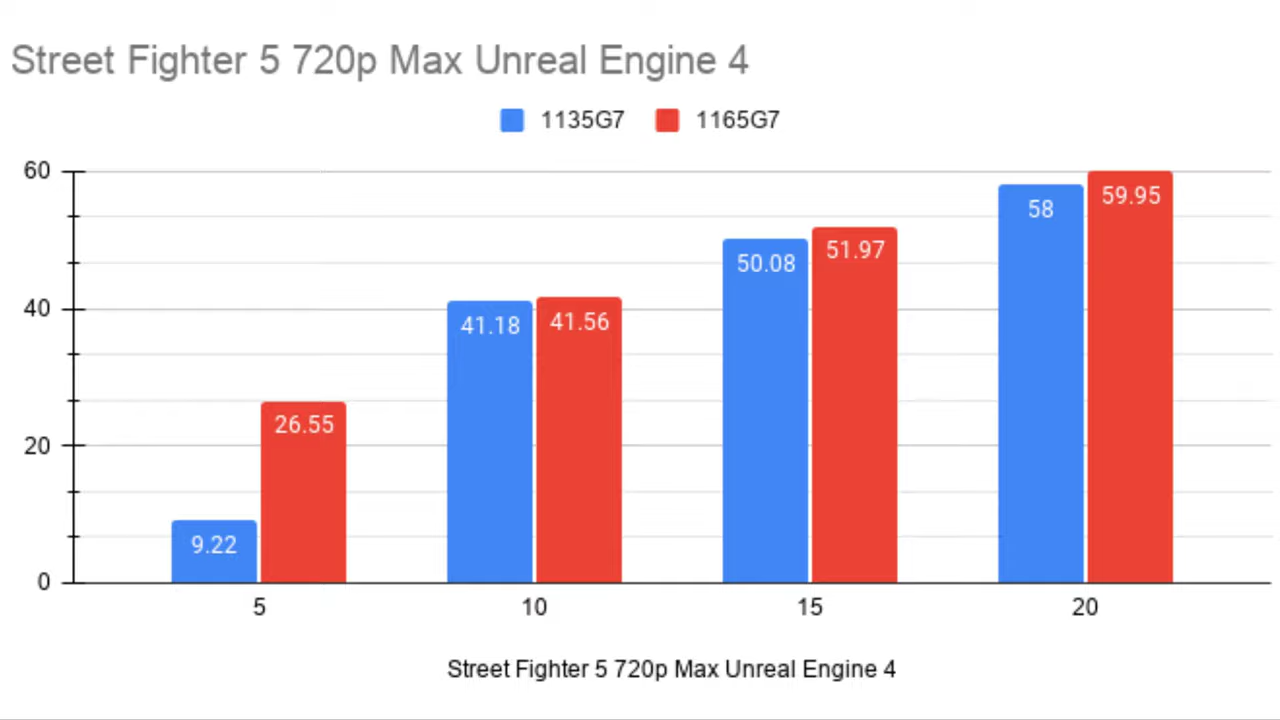 Street Fighter 5 720p Max Unreal Engine 4
1135G7 1165G7
60
40
20
0
9.22 26.55 41.18 41.56 50.08 51.97 58 59.95
5 10 15 20
Street Fighter 5 720p Max Unreal Engine 4